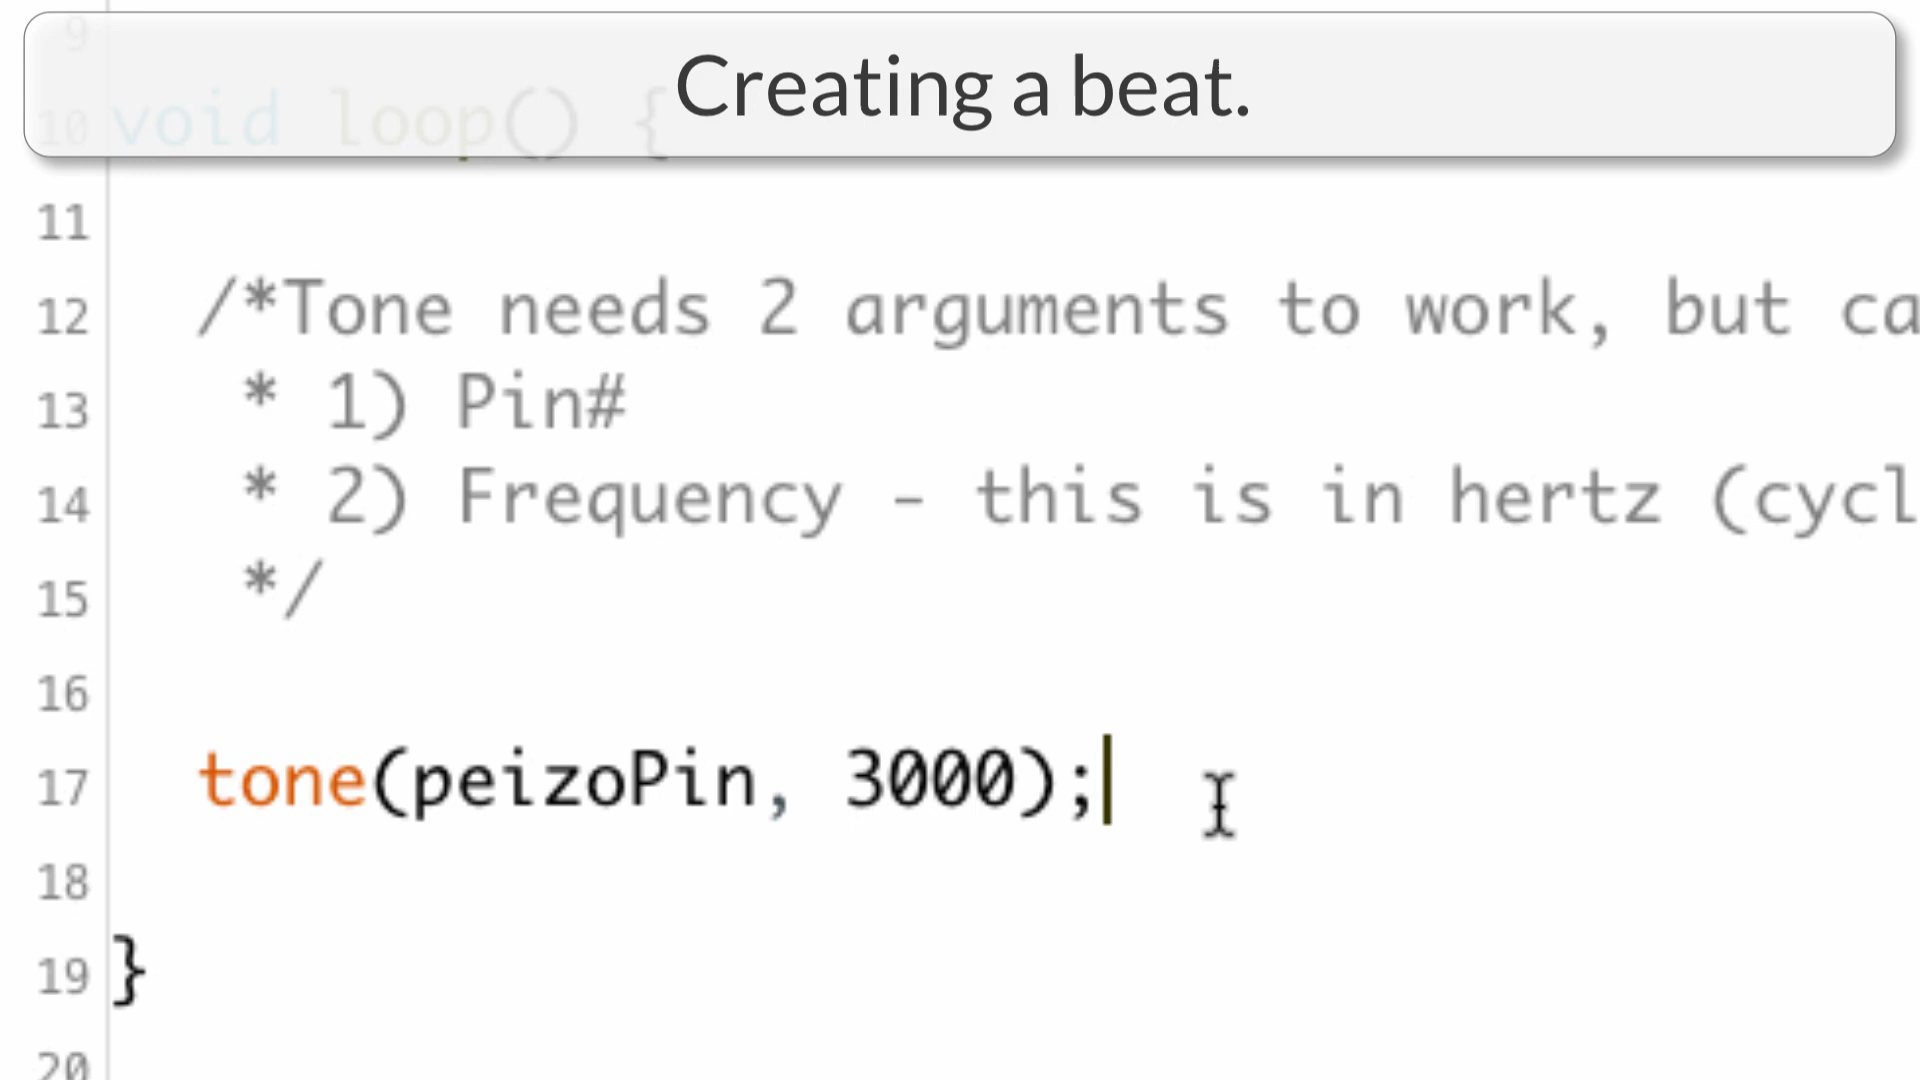 Creating a beat.
9
10 void loop() {
11
12 /*Tone needs 2 arguments to work, but ca
13 * 1) Pin#
14 * 2) Frequency - this is in hertz (cycl
15 */
16
17 tone(peizoPin, 3000);
18
19 }
20